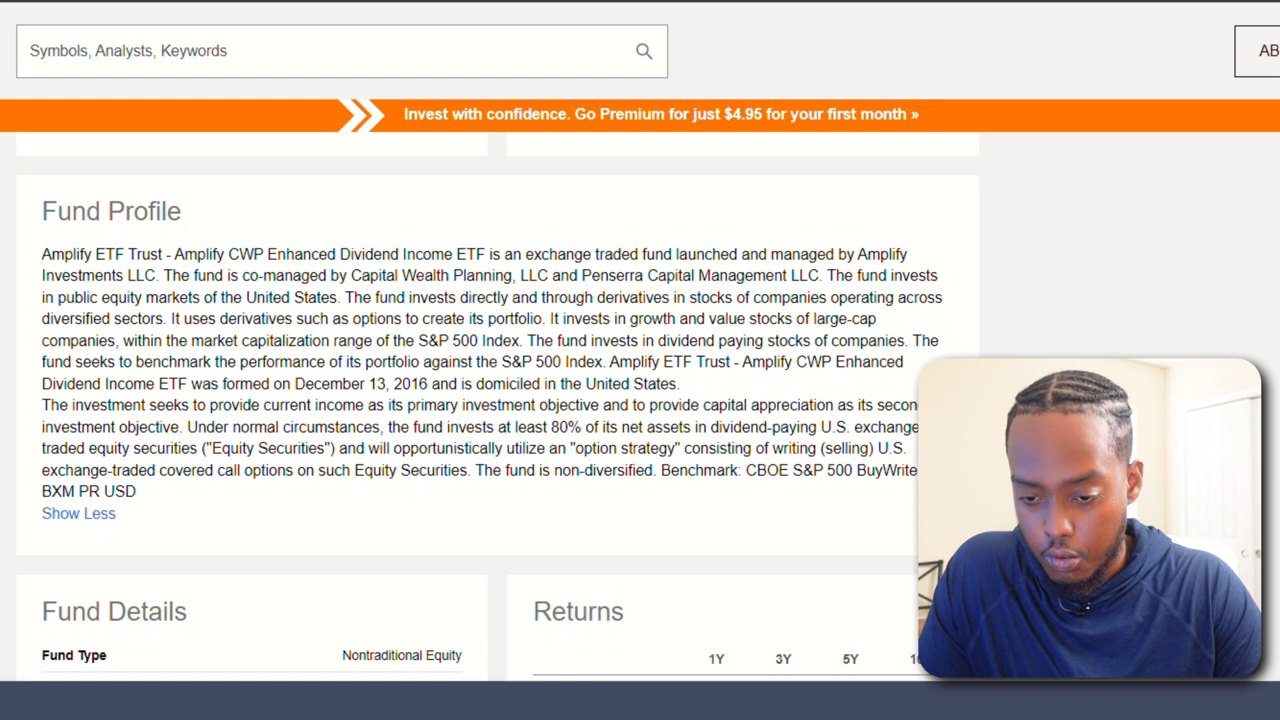 Symbols, Analysts, Keywords
AB
Invest with confidence. Go Premium for just $4.95 for your first month »
Fund Profile
Amplify ETF Trust - Amplify CWP Enhanced Dividend Income ETF is an exchange traded fund launched and managed by Amplify
Investments LLC. The fund is co-managed by Capital Wealth Planning, LLC and Penserra Capital Management LLC. The fund invests
in public equity markets of the United States. The fund invests directly and through derivatives in stocks of companies operating across
diversified sectors. It uses derivatives such as options to create its portfolio. It invests in growth and value stocks of large-cap
companies, within the market capitalization range of the S&P 500 Index. The fund invests in dividend paying stocks of companies. The
fund seeks to benchmark the performance of its portfolio against the S&P 500 Index. Amplify ETF Trust - Amplify CWP Enhanced
Dividend Income ETF was formed on December 13, 2016 and is domiciled in the United States.
The investment seeks to provide current income as its primary investment objective and to provide capital appreciation as its secon
investment objective. Under normal circumstances, the fund invests at least 80% of its net assets in dividend-paying U.S. exchange
traded equity securities ("Equity Securities") and will opportunistically utilize an "option strategy" consisting of writing (selling) U.S.
exchange-traded covered call options on such Equity Securities. The fund is non-diversified. Benchmark: CBOE S&P 500 BuyWrite
BXM PR USD
Show Less
Fund Details
Returns
Fund Type Nontraditional Equity
1Y 3Y 5Y